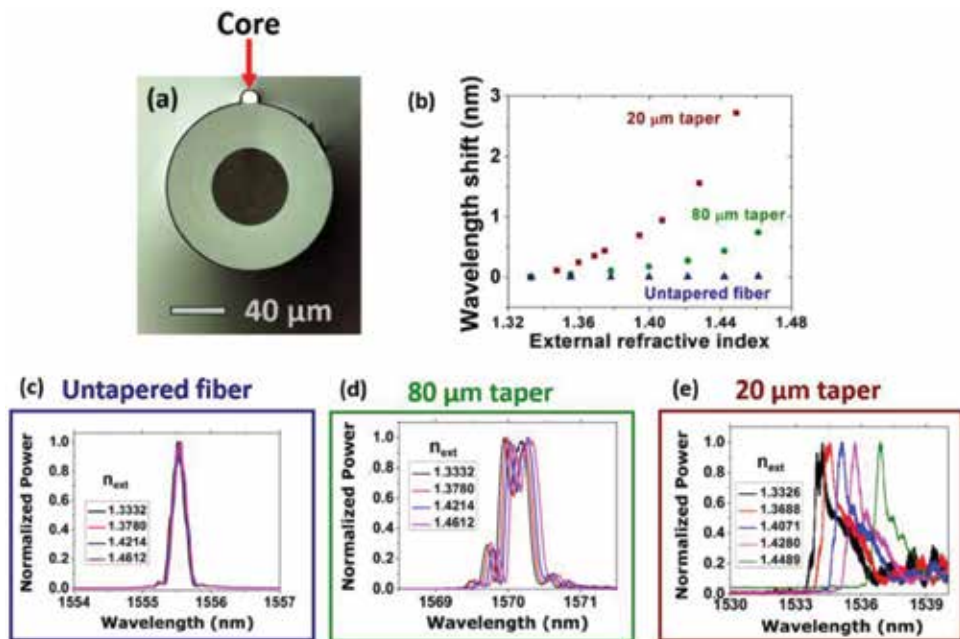 Core
(a)
40 μm
(b)
Wavelength shift (nm)
3
2
1
0
20 μm taper
80 μm taper
Untapered fiber
1.32 1.36 1.40 1.44 1.48
External refractive index
(c) Untapered fiber
Normalized Power
1.0
0.8
0.6
0.4
0.2
0.0
n_ext
1.3332
1.3780
1.4214
1.4612
1554 1555 1556 1557
Wavelength (nm)
(d) 80 μm taper
Normalized Power
1.0
0.8
0.6
0.4
0.2
0.0
n_ext
1.3332
1.3780
1.4214
1.4612
1569 1570 1571
Wavelength (nm)
(e) 20 μm taper
Normalized Power
1.0
0.8
0.6
0.4
0.2
0.0
n_ext
1.3326
1.3688
1.4071
1.4280
1.4489
1530 1533 1536 1539
Wavelength (nm)